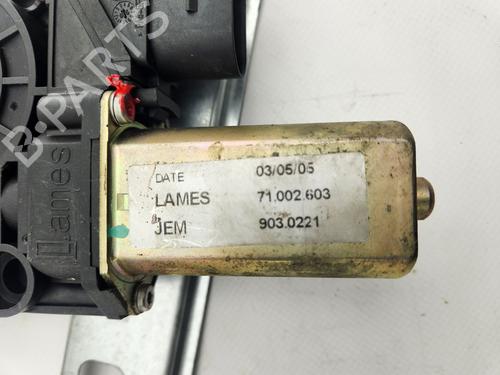 B-PARTS
Lames
DATE 03/05/05
LAMES 71.002.603
JEM 903.0221